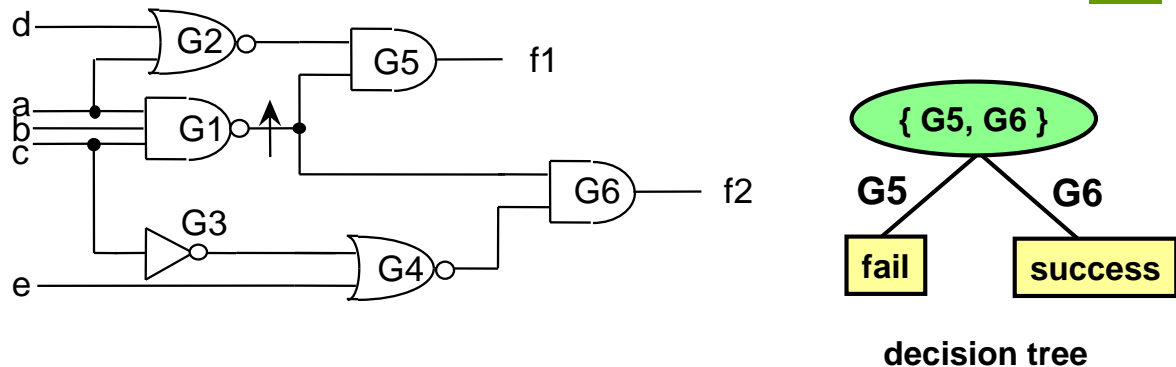 d
G2
G5
f1
a
b
c
G1
{ G5, G6 }
G5
G6
G6
f2
G3
G4
e
fail
success
decision tree